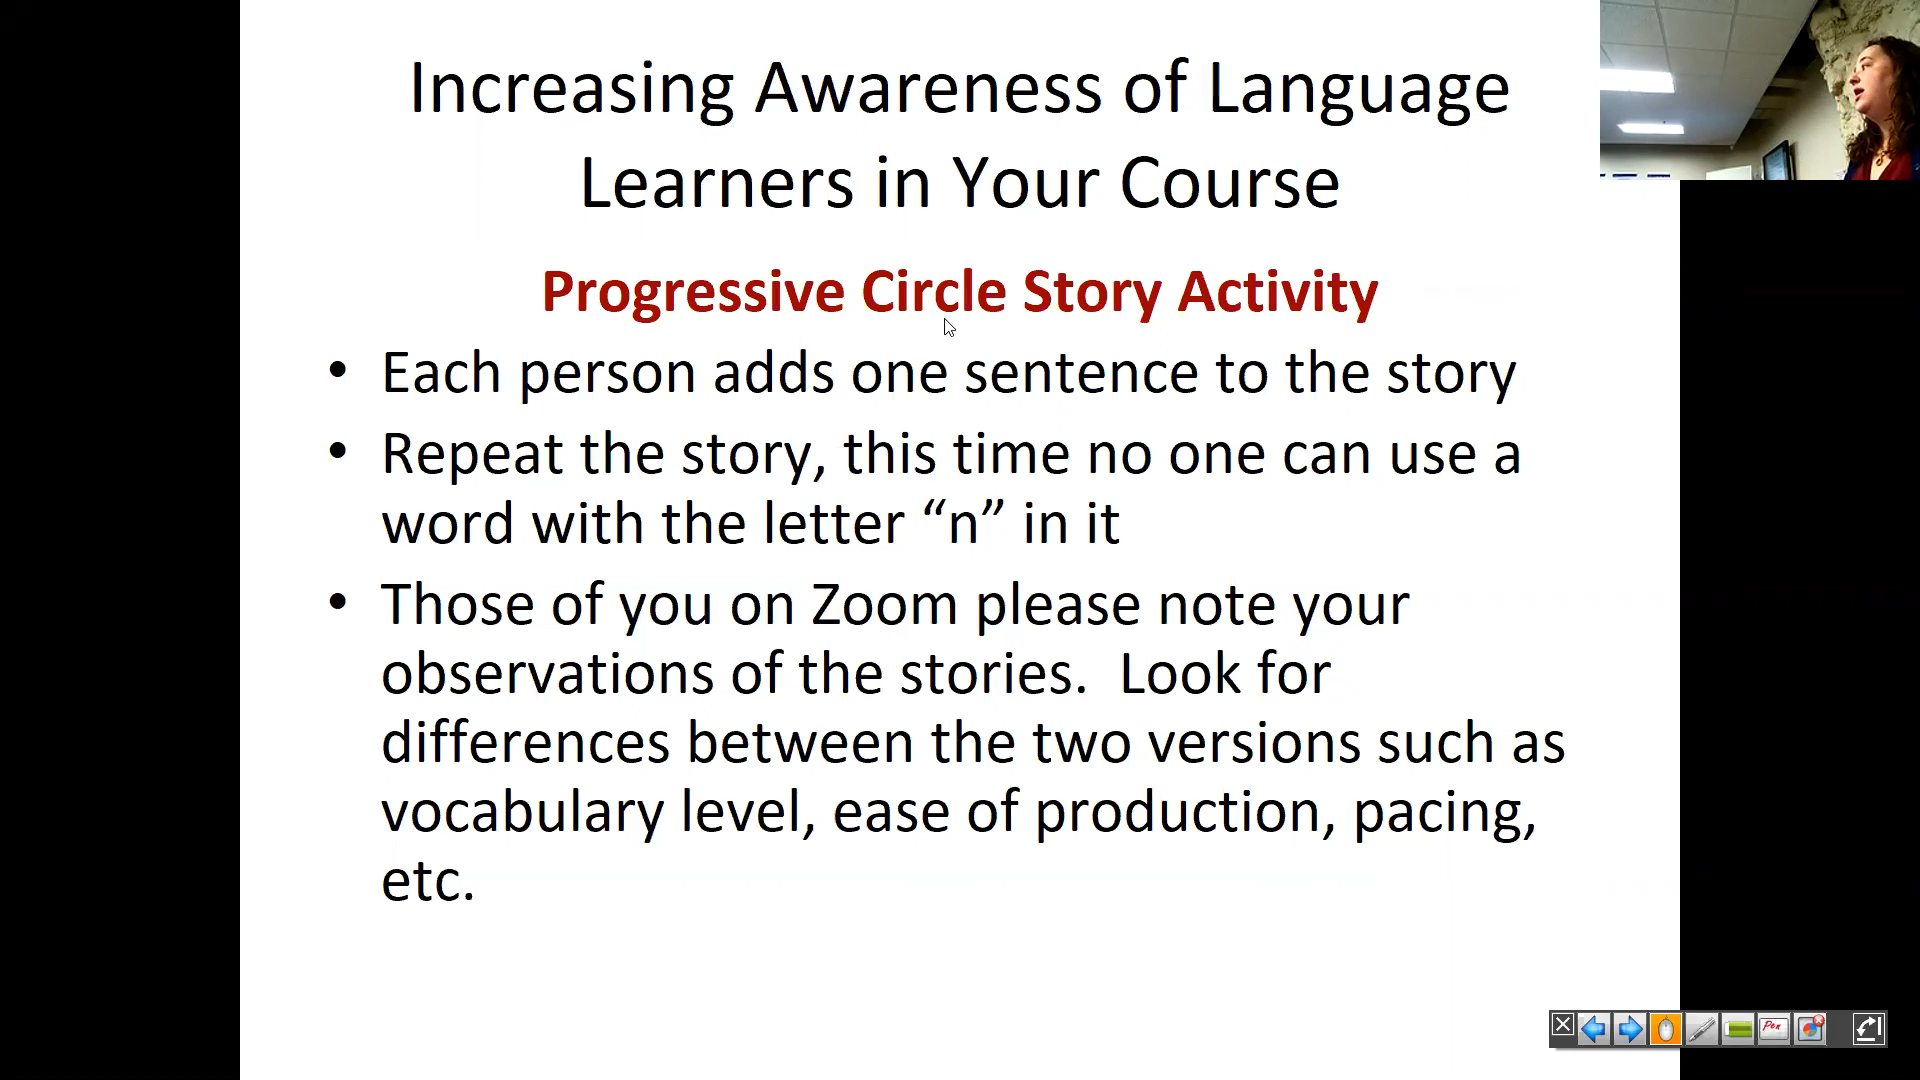 Increasing Awareness of Language
Learners in Your Course
Progressive Circle Story Activity
• Each person adds one sentence to the story
• Repeat the story, this time no one can use a
word with the letter “n” in it
• Those of you on Zoom please note your
observations of the stories.  Look for
differences between the two versions such as
vocabulary level, ease of production, pacing,
etc.
Pen